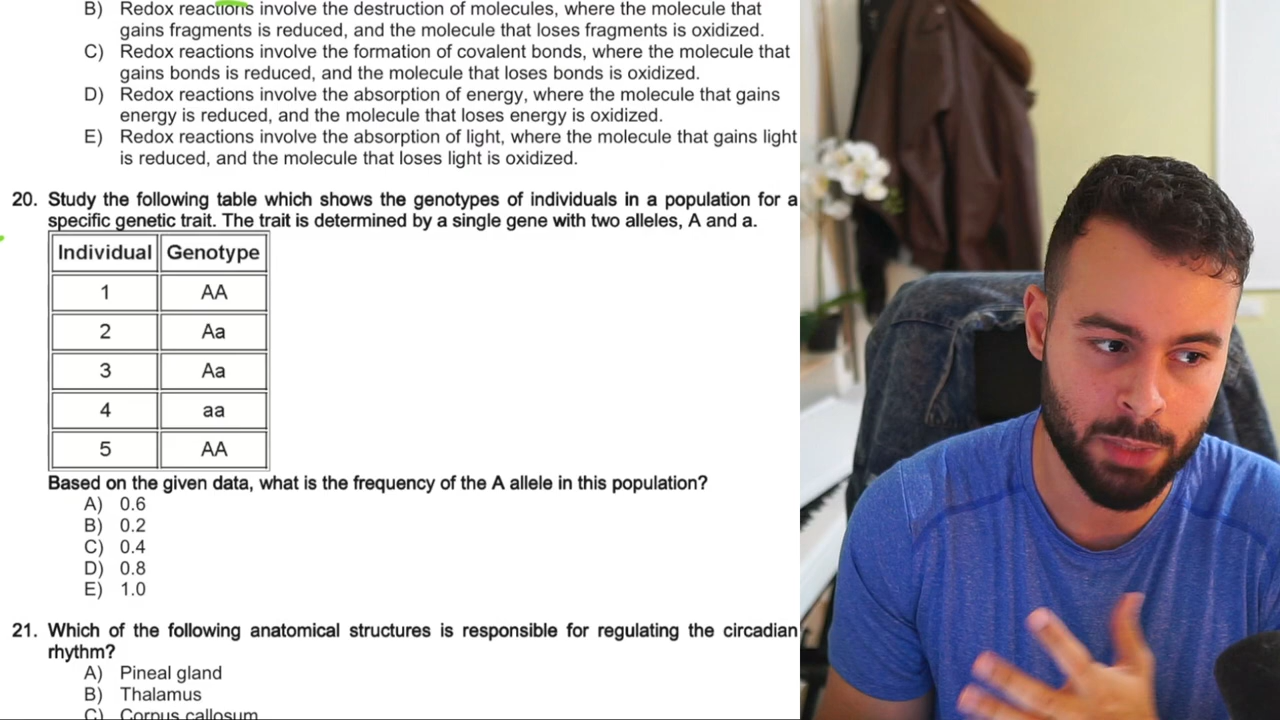 B) Redox reactions involve the destruction of molecules, where the molecule that
gains fragments is reduced, and the molecule that loses fragments is oxidized.
C) Redox reactions involve the formation of covalent bonds, where the molecule that
gains bonds is reduced, and the molecule that loses bonds is oxidized.
D) Redox reactions involve the absorption of energy, where the molecule that gains
energy is reduced, and the molecule that loses energy is oxidized.
E) Redox reactions involve the absorption of light, where the molecule that gains light
is reduced, and the molecule that loses light is oxidized.
20. Study the following table which shows the genotypes of individuals in a population for a
specific genetic trait. The trait is determined by a single gene with two alleles, A and a.
Individual Genotype
1 AA
2 Aa
3 Aa
4 aa
5 AA
Based on the given data, what is the frequency of the A allele in this population?
A) 0.6
B) 0.2
C) 0.4
D) 0.8
E) 1.0
21. Which of the following anatomical structures is responsible for regulating the circadian
rhythm?
A) Pineal gland
B) Thalamus
C) Corpus callosum